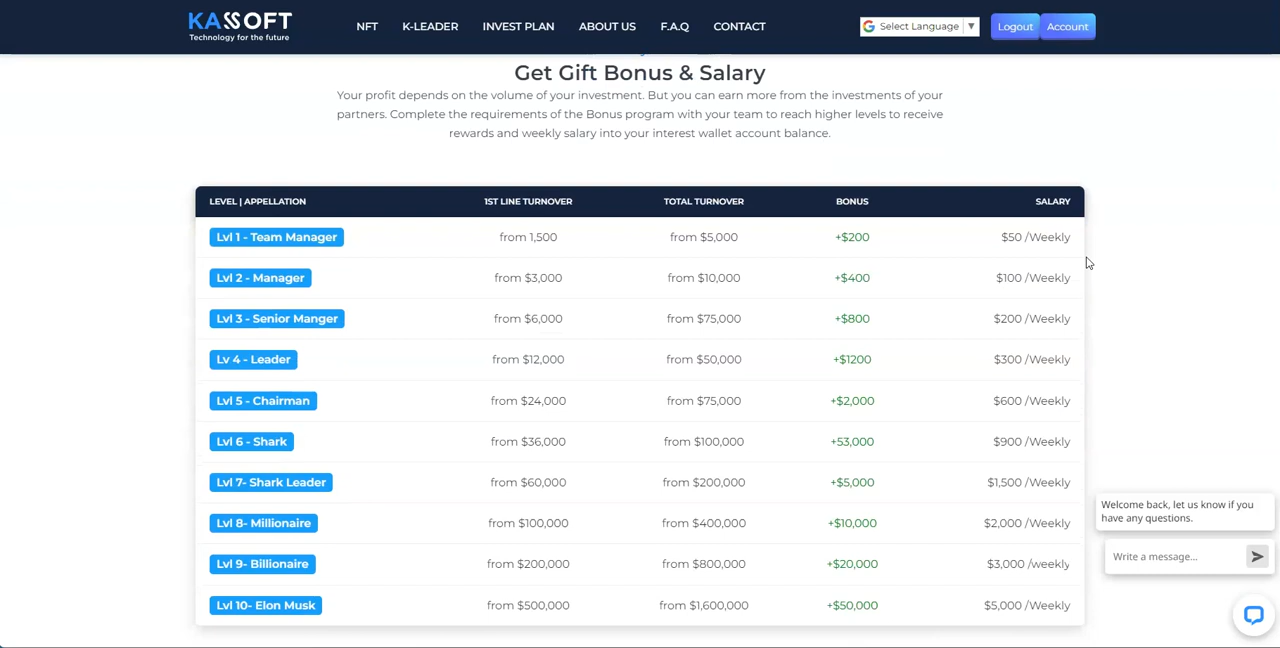 KASSOFT
Technology for the future
NFT K-LEADER INVEST PLAN ABOUT US F.A.Q CONTACT
Select Language ▼
Logout Account
Get Gift Bonus & Salary
Your profit depends on the volume of your investment. But you can earn more from the investments of your
partners. Complete the requirements of the Bonus program with your team to reach higher levels to receive
rewards and weekly salary into your interest wallet account balance.
LEVEL | APPELLATION 1ST LINE TURNOVER TOTAL TURNOVER BONUS SALARY
Lvl 1 - Team Manager from 1,500 from $5,000 +$200 $50 /Weekly
Lvl 2 - Manager from $3,000 from $10,000 +$400 $100 /Weekly
Lvl 3 - Senior Manger from $6,000 from $75,000 +$800 $200 /Weekly
Lv 4 - Leader from $12,000 from $50,000 +$1200 $300 /Weekly
Lvl 5 - Chairman from $24,000 from $75,000 +$2,000 $600 /Weekly
Lvl 6 - Shark from $36,000 from $100,000 +53,000 $900 /Weekly
Lvl 7- Shark Leader from $60,000 from $200,000 +$5,000 $1,500 /Weekly
Lvl 8- Millionaire from $100,000 from $400,000 +$10,000 $2,000 /Weekly
Lvl 9- Billionaire from $200,000 from $800,000 +$20,000 $3,000 /weekly
Lvl 10- Elon Musk from $500,000 from $1,600,000 +$50,000 $5,000 /Weekly
Welcome back, let us know if you
have any questions.
Write a message...